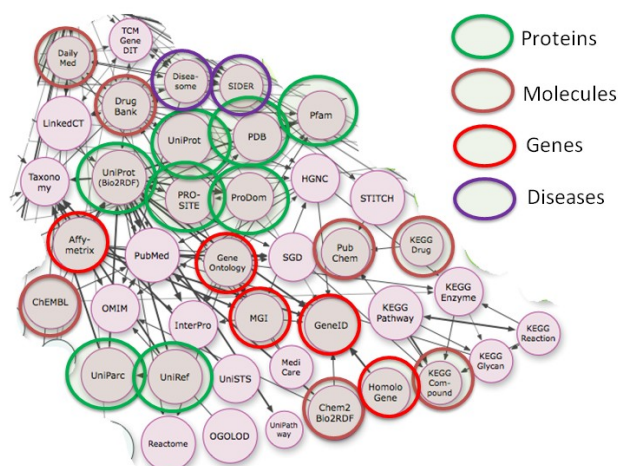 TCM
Gene
DIT
Daily
Med
Disea-
some
SIDER
Drug
Bank
Pfam
LinkedCT
UniProt
PDB
Taxono
my
UniProt
(Bio2RDF)
PRO-
SITE
ProDom
HGNC
STITCH
Affy-
metrix
PubMed
Gene
Ontology
SGD
Pub
Chem
KEGG
Drug
ChEMBL
OMIM
InterPro
MGI
GeneID
KEGG
Pathway
KEGG
Enzyme
KEGG
Reaction
UniParc
UniRef
UniSTS
Medi
Care
Homolo
Gene
KEGG
Com-
pound
KEGG
Glycan
Chem2
Bio2RDF
Reactome
OGOLOD
UniPath
way
Proteins
Molecules
Genes
Diseases